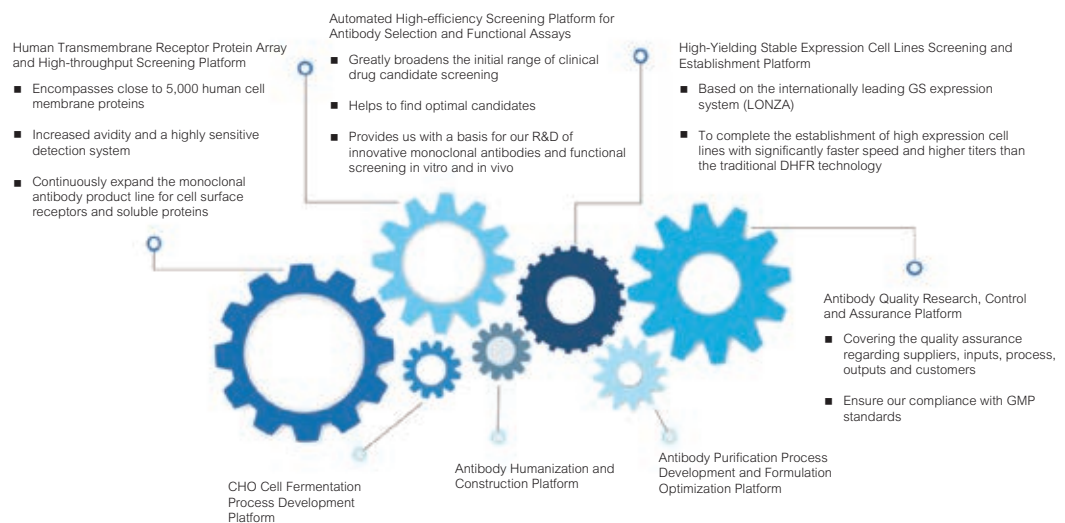 Human Transmembrane Receptor Protein Array
and High-throughput Screening Platform
■ Encompasses close to 5,000 human cell
membrane proteins
■ Increased avidity and a highly sensitive
detection system
■ Continuously expand the monoclonal
antibody product line for cell surface
receptors and soluble proteins
Automated High-efficiency Screening Platform for
Antibody Selection and Functional Assays
■ Greatly broadens the initial range of clinical
drug candidate screening
■ Helps to find optimal candidates
■ Provides us with a basis for our R&D of
innovative monoclonal antibodies and functional
screening in vitro and in vivo
High-Yielding Stable Expression Cell Lines Screening and
Establishment Platform
■ Based on the internationally leading GS expression
system (LONZA)
■ To complete the establishment of high expression cell
lines with significantly faster speed and higher titers than
the traditional DHFR technology
Antibody Quality Research, Control
and Assurance Platform
■ Covering the quality assurance
regarding suppliers, inputs, process,
outputs and customers
■ Ensure our compliance with GMP
standards
CHO Cell Fermentation
Process Development
Platform
Antibody Humanization and
Construction Platform
Antibody Purification Process
Development and Formulation
Optimization Platform